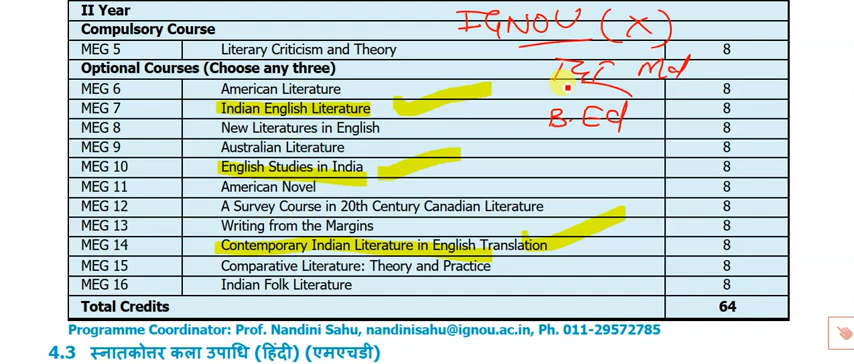 II Year
Compulsory Course
MEG 5 Literary Criticism and Theory 8
Optional Courses (Choose any three)
MEG 6 American Literature 8
MEG 7 Indian English Literature 8
MEG 8 New Literatures in English 8
MEG 9 Australian Literature 8
MEG 10 English Studies in India 8
MEG 11 American Novel 8
MEG 12 A Survey Course in 20th Century Canadian Literature 8
MEG 13 Writing from the Margins 8
MEG 14 Contemporary Indian Literature in English Translation 8
MEG 15 Comparative Literature: Theory and Practice 8
MEG 16 Indian Folk Literature 8
Total Credits 64
IGNOU (X)
B.Ed
Programme Coordinator: Prof. Nandini Sahu, nandinisahu@ignou.ac.in, Ph. 011-29572785
4.3 स्नातकोत्तर कला उपाधि (हिंदी) (एमएचडी)